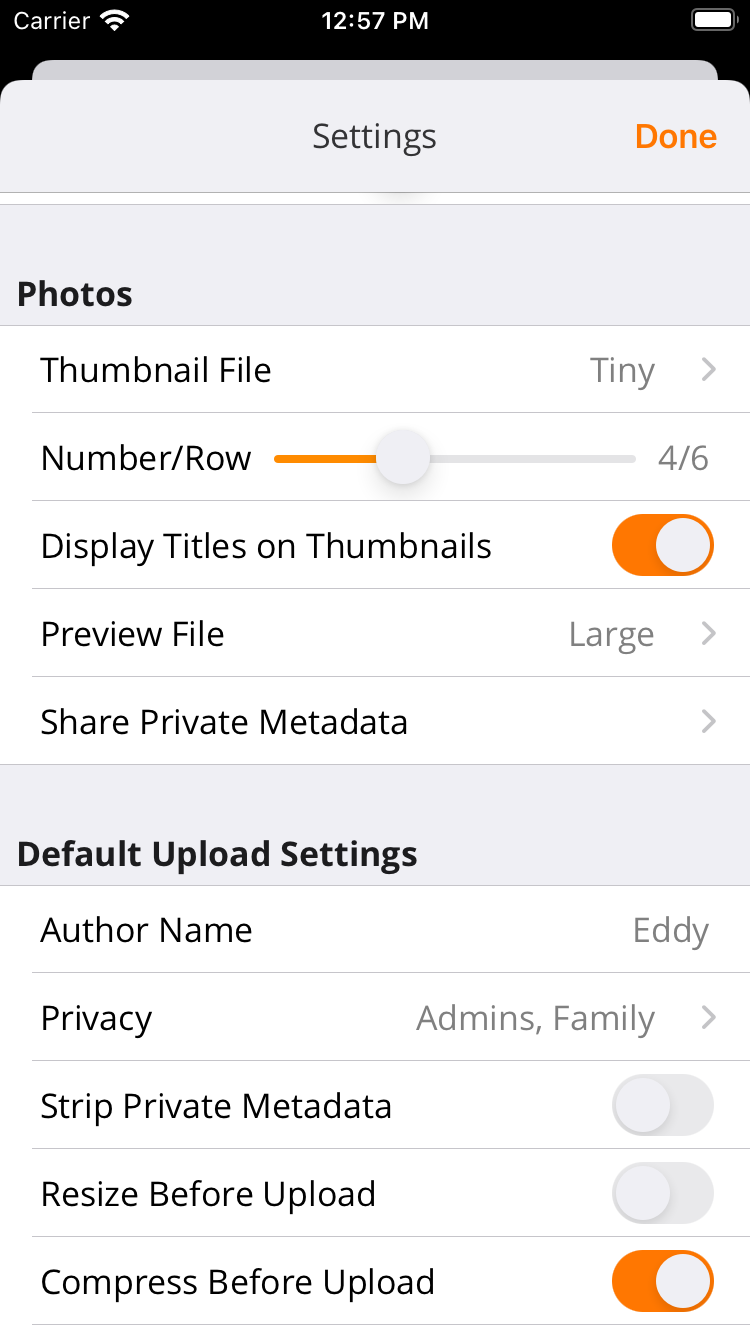 Carrier 12:57 PM
Settings Done
Photos
Thumbnail File Tiny
Number/Row 4/6
Display Titles on Thumbnails
Preview File Large
Share Private Metadata
Default Upload Settings
Author Name Eddy
Privacy Admins, Family
Strip Private Metadata
Resize Before Upload
Compress Before Upload